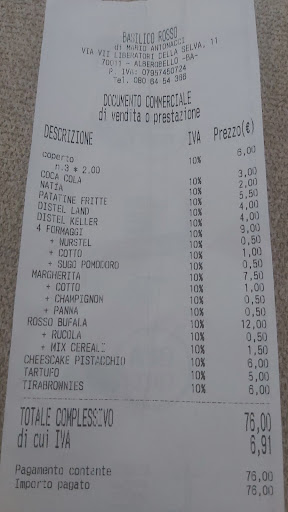 BASILICO ROSSO
di MARIO ANTONACCI
VIA VII LIBERATORI DELLA SELVA, 11
70011 - ALBEROBELLO -BA-
P. IVA: 07957450724
Tel. 080 64 54 388
DOCUMENTO COMMERCIALE
di vendita o prestazione
DESCRIZIONE IVA Prezzo(€)
coperto 10% 6,00
n.3 * 2,00
COCA COLA 10% 3,00
NATIA 10% 2,00
PATATINE FRITTE 10% 5,50
DISTEL LAND 10% 4,00
DISTEL KELLER 10% 4,00
4 FORMAGGI 10% 9,00
+ WURSTEL 10% 0,50
+ COTTO 10% 1,00
+ SUGO POMODORO 10% 0,50
MARGHERITA 10% 7,50
+ COTTO 10% 1,00
+ CHAMPIGNON 10% 0,50
+ PANNA 10% 0,50
ROSSO BUFALA 10% 12,00
+ RUCOLA 10% 0,50
+ MIX CEREALI 10% 1,50
CHEESCAKE PISTACCHIO 10% 6,00
TARTUFO 10% 5,00
TIRABROWNIES 10% 6,00
TOTALE COMPLESSIVO 76,00
di cui IVA 6,91
Pagamento contante 76,00
Importo pagato 76,00